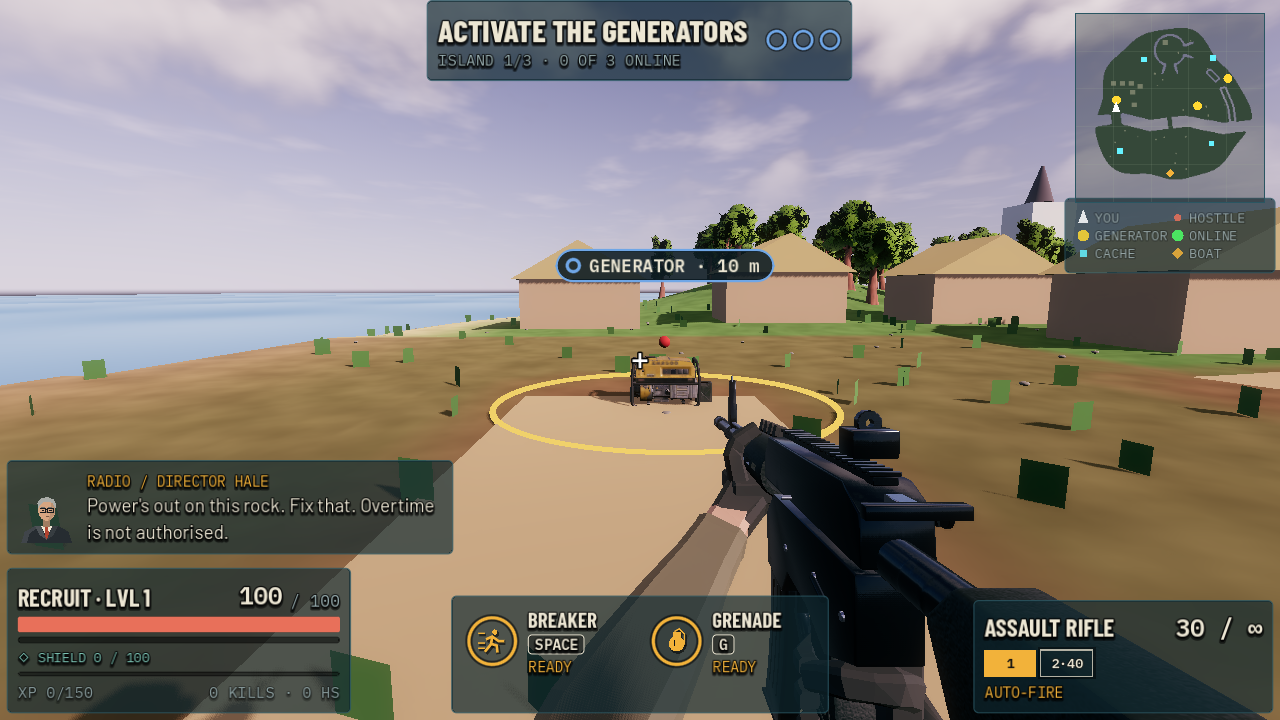 ACTIVATE THE GENERATORS
ISLAND 1/3 · 0 OF 3 ONLINE
YOU
HOSTILE
GENERATOR
ONLINE
CACHE
BOAT
GENERATOR · 10 m
RADIO / DIRECTOR HALE
Power's out on this rock. Fix that. Overtime
is not authorised.
RECRUIT · LVL 1
100 / 100
SHIELD 0 / 100
XP 0/150
0 KILLS · 0 HS
BREAKER
SPACE
READY
GRENADE
G
READY
ASSAULT RIFLE
30 / ∞
1
2·40
AUTO-FIRE